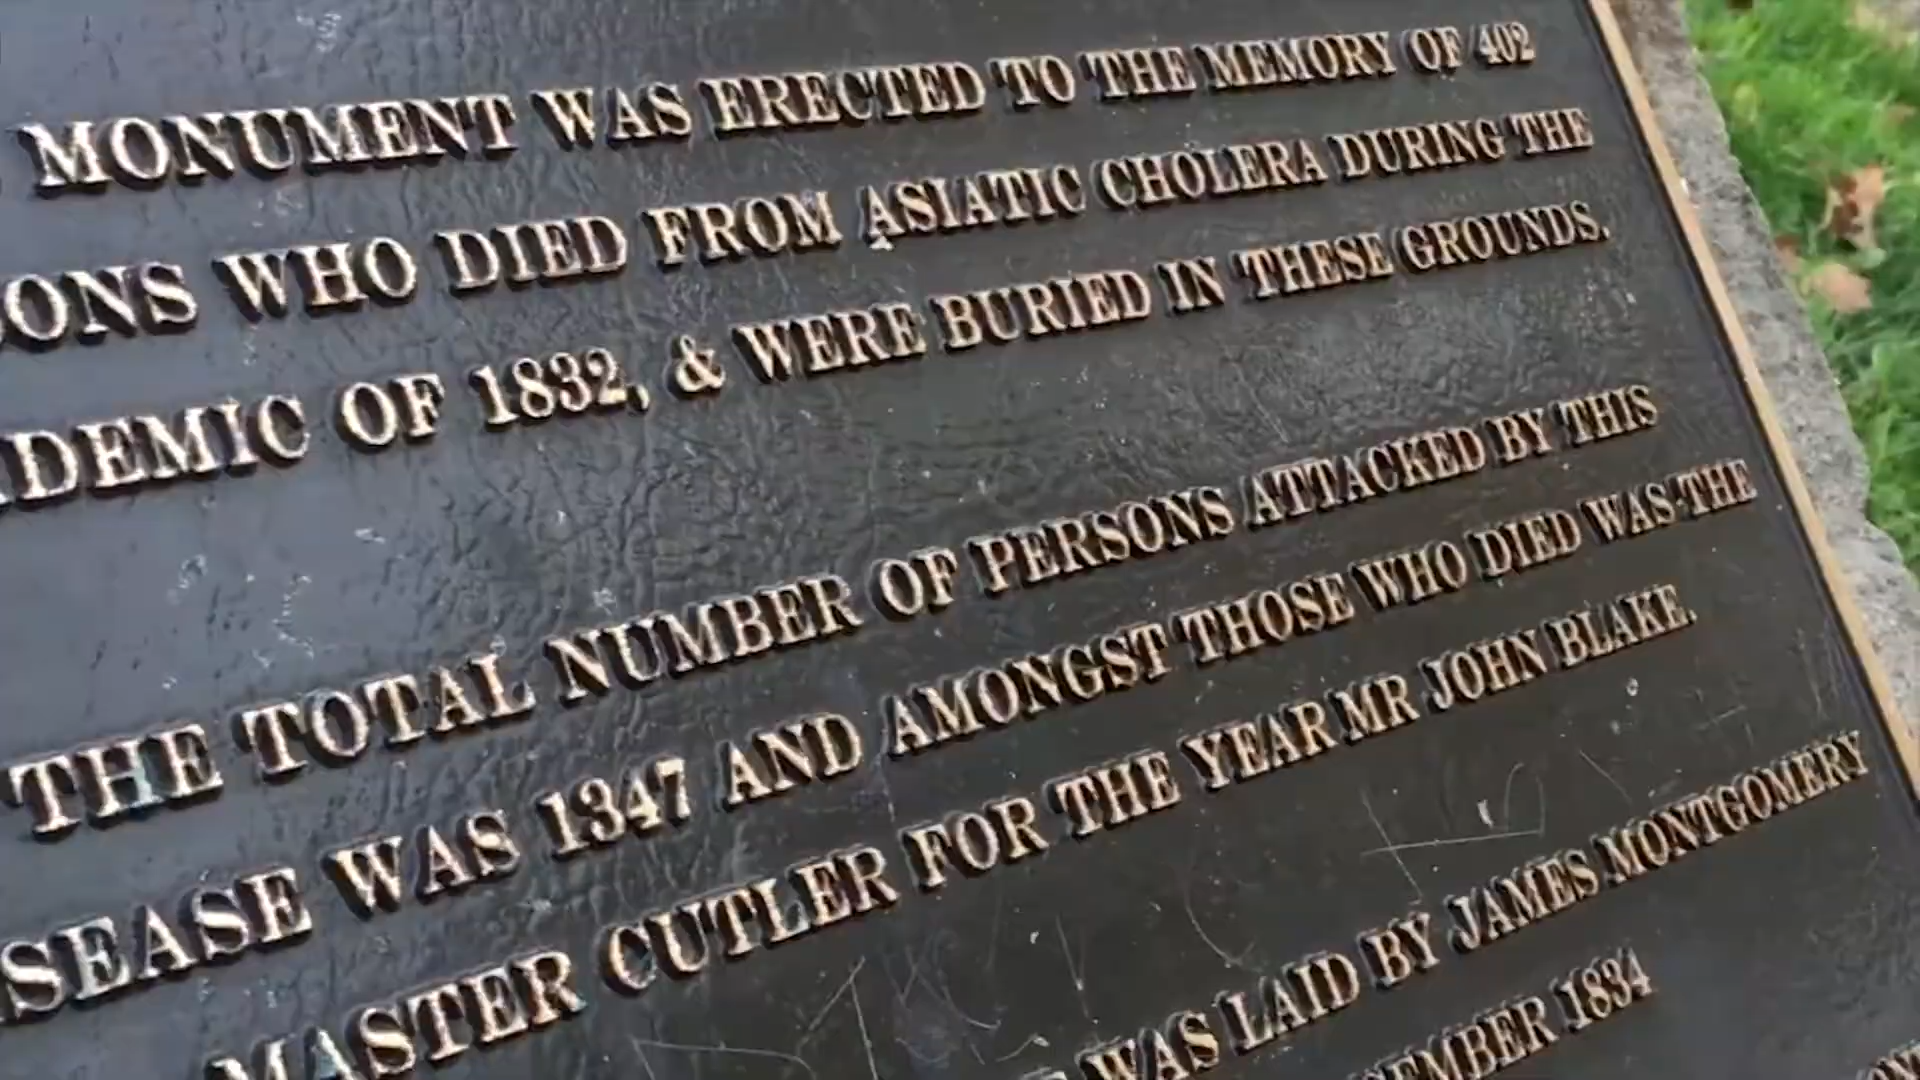 MONUMENT WAS ERECTED TO THE MEMORY OF 402
ONS WHO DIED FROM ASIATIC CHOLERA DURING THE
DEMIC OF 1832, & WERE BURIED IN THESE GROUNDS.
THE TOTAL NUMBER OF PERSONS ATTACKED BY THIS
SEASE WAS 1347 AND AMONGST THOSE WHO DIED WAS THE
MASTER CUTLER FOR THE YEAR MR JOHN BLAKE.
WAS LAID BY JAMES MONTGOMERY
EMBER 1834